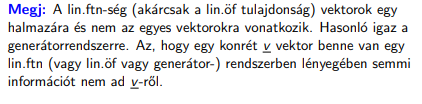 Megj: A lin.ftn-ség (akárcsak a lin.öf tulajdonság) vektorok egy
halmazára és nem az egyes vektorokra vonatkozik. Hasonló igaz a
generátorrendszerre. Az, hogy egy konrét v vektor benne van egy
lin.ftn (vagy lin.öf vagy generátor-) rendszerben lényegében semmi
információt nem ad v-ről.